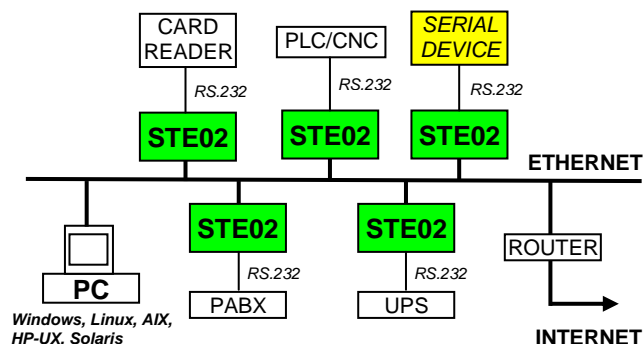 CARD
READER
PLC/CNC
SERIAL
DEVICE
RS.232
RS.232
RS.232
STE02
STE02
STE02
ETHERNET
STE02
STE02
ROUTER
RS.232
RS.232
PC
PABX
UPS
Windows, Linux, AIX,
HP-UX, Solaris
INTERNET